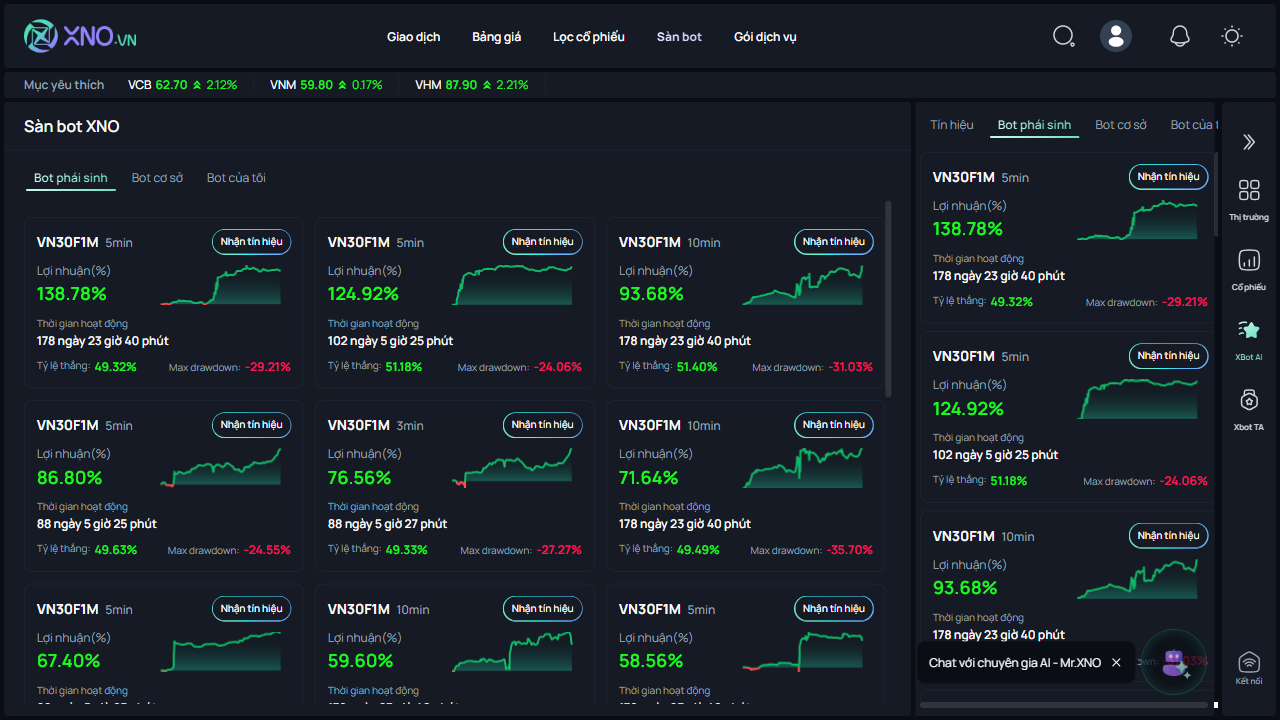 XNO.VN
Giao dịch
Bảng giá
Lọc cổ phiếu
Sàn bot
Gói dịch vụ
Mục yêu thích
VCB 62.70 2.12%
VNM 59.80 0.17%
VHM 87.90 2.21%
Sàn bot XNO
Bot phái sinh
Bot cơ sở
Bot của tôi
VN30F1M 5min
Nhận tín hiệu
Lợi nhuận(%)
138.78%
Thời gian hoạt động
178 ngày 23 giờ 40 phút
Tỷ lệ thắng: 49.32%
Max drawdown: -29.21%
VN30F1M 5min
Nhận tín hiệu
Lợi nhuận(%)
124.92%
Thời gian hoạt động
102 ngày 5 giờ 25 phút
Tỷ lệ thắng: 51.18%
Max drawdown: -24.06%
VN30F1M 10min
Nhận tín hiệu
Lợi nhuận(%)
93.68%
Thời gian hoạt động
178 ngày 23 giờ 40 phút
Tỷ lệ thắng: 51.40%
Max drawdown: -31.03%
VN30F1M 5min
Nhận tín hiệu
Lợi nhuận(%)
86.80%
Thời gian hoạt động
88 ngày 5 giờ 25 phút
Tỷ lệ thắng: 49.63%
Max drawdown: -24.55%
VN30F1M 3min
Nhận tín hiệu
Lợi nhuận(%)
76.56%
Thời gian hoạt động
88 ngày 5 giờ 27 phút
Tỷ lệ thắng: 49.33%
Max drawdown: -27.27%
VN30F1M 10min
Nhận tín hiệu
Lợi nhuận(%)
71.64%
Thời gian hoạt động
178 ngày 23 giờ 40 phút
Tỷ lệ thắng: 49.49%
Max drawdown: -35.70%
VN30F1M 5min
Nhận tín hiệu
Lợi nhuận(%)
67.40%
Thời gian hoạt động
VN30F1M 10min
Nhận tín hiệu
Lợi nhuận(%)
59.60%
Thời gian hoạt động
VN30F1M 5min
Nhận tín hiệu
Lợi nhuận(%)
58.56%
Thời gian hoạt động
Tín hiệu
Bot phái sinh
Bot cơ sở
Bot của
VN30F1M 5min
Nhận tín hiệu
Lợi nhuận(%)
138.78%
Thời gian hoạt động
178 ngày 23 giờ 40 phút
Tỷ lệ thắng: 49.32%
Max drawdown: -29.21%
VN30F1M 5min
Nhận tín hiệu
Lợi nhuận(%)
124.92%
Thời gian hoạt động
102 ngày 5 giờ 25 phút
Tỷ lệ thắng: 51.18%
Max drawdown: -24.06%
VN30F1M 10min
Nhận tín hiệu
Lợi nhuận(%)
93.68%
Thời gian hoạt động
178 ngày 23 giờ 40 phút
Chat với chuyên gia AI - Mr.XNO
Thị trường
Cổ phiếu
XBot AI
Xbot TA
Kết nối